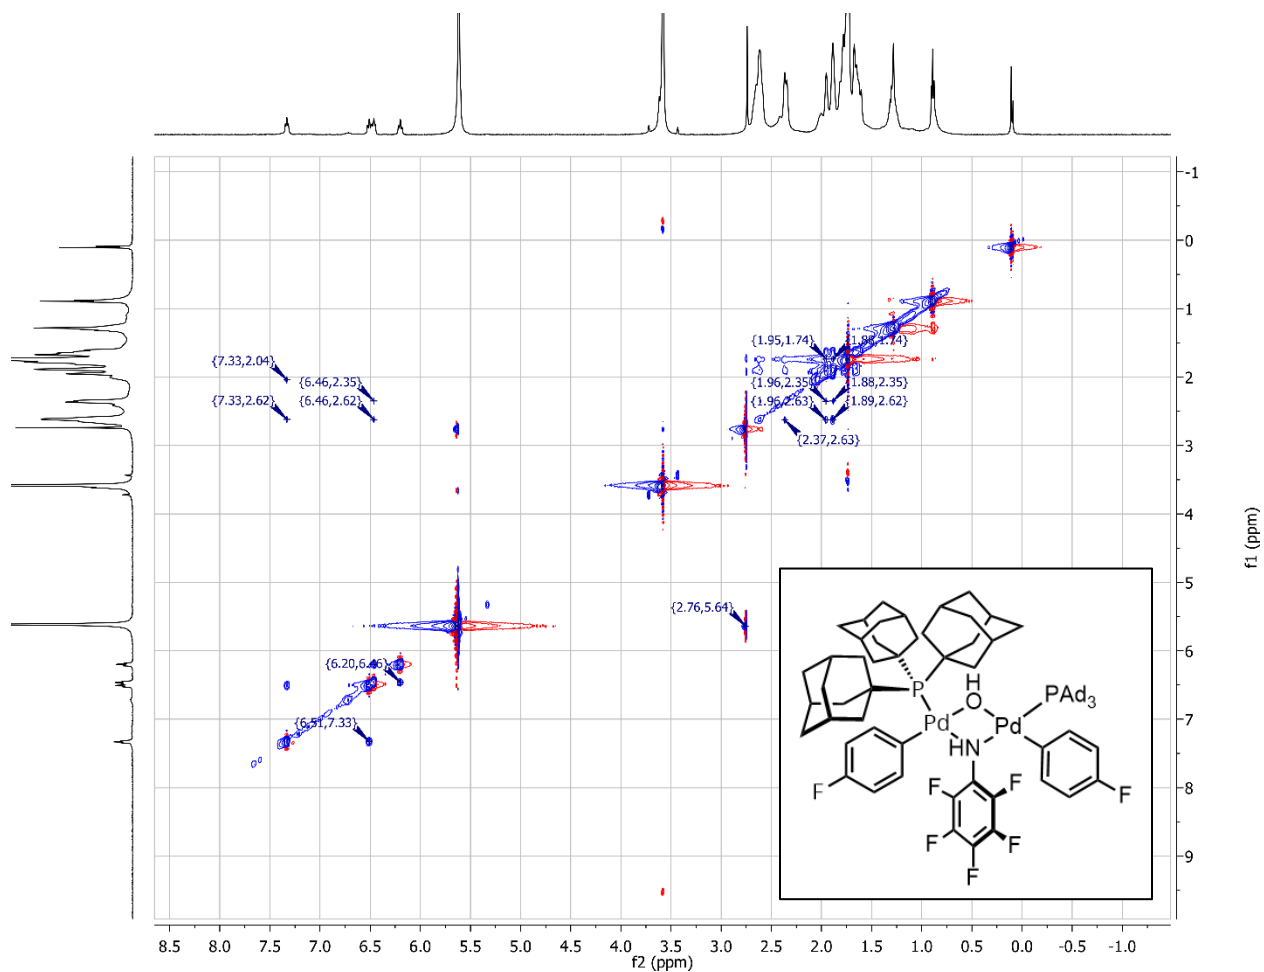 -1
0
1
2
3
4
5
6
7
8
9
f1 (ppm)
{1.95,1.74}
{1.88,1.74}
{7.33,2.04}
{6.46,2.35}
{1.96,2.35}
{1.88,2.35}
{7.33,2.62}
{6.46,2.62}
{1.96,2.63}
{1.89,2.62}
{2.37,2.63}
{2.76,5.64}
{6.20,6.46}
{6.51,7.33}
H
O
P
PAd3
Pd
Pd
HN
F
F
F
F
F
F
F
8.5 8.0 7.5 7.0 6.5 6.0 5.5 5.0 4.5 4.0 3.5 3.0 2.5 2.0 1.5 1.0 0.5 0.0 -0.5 -1.0
f2 (ppm)